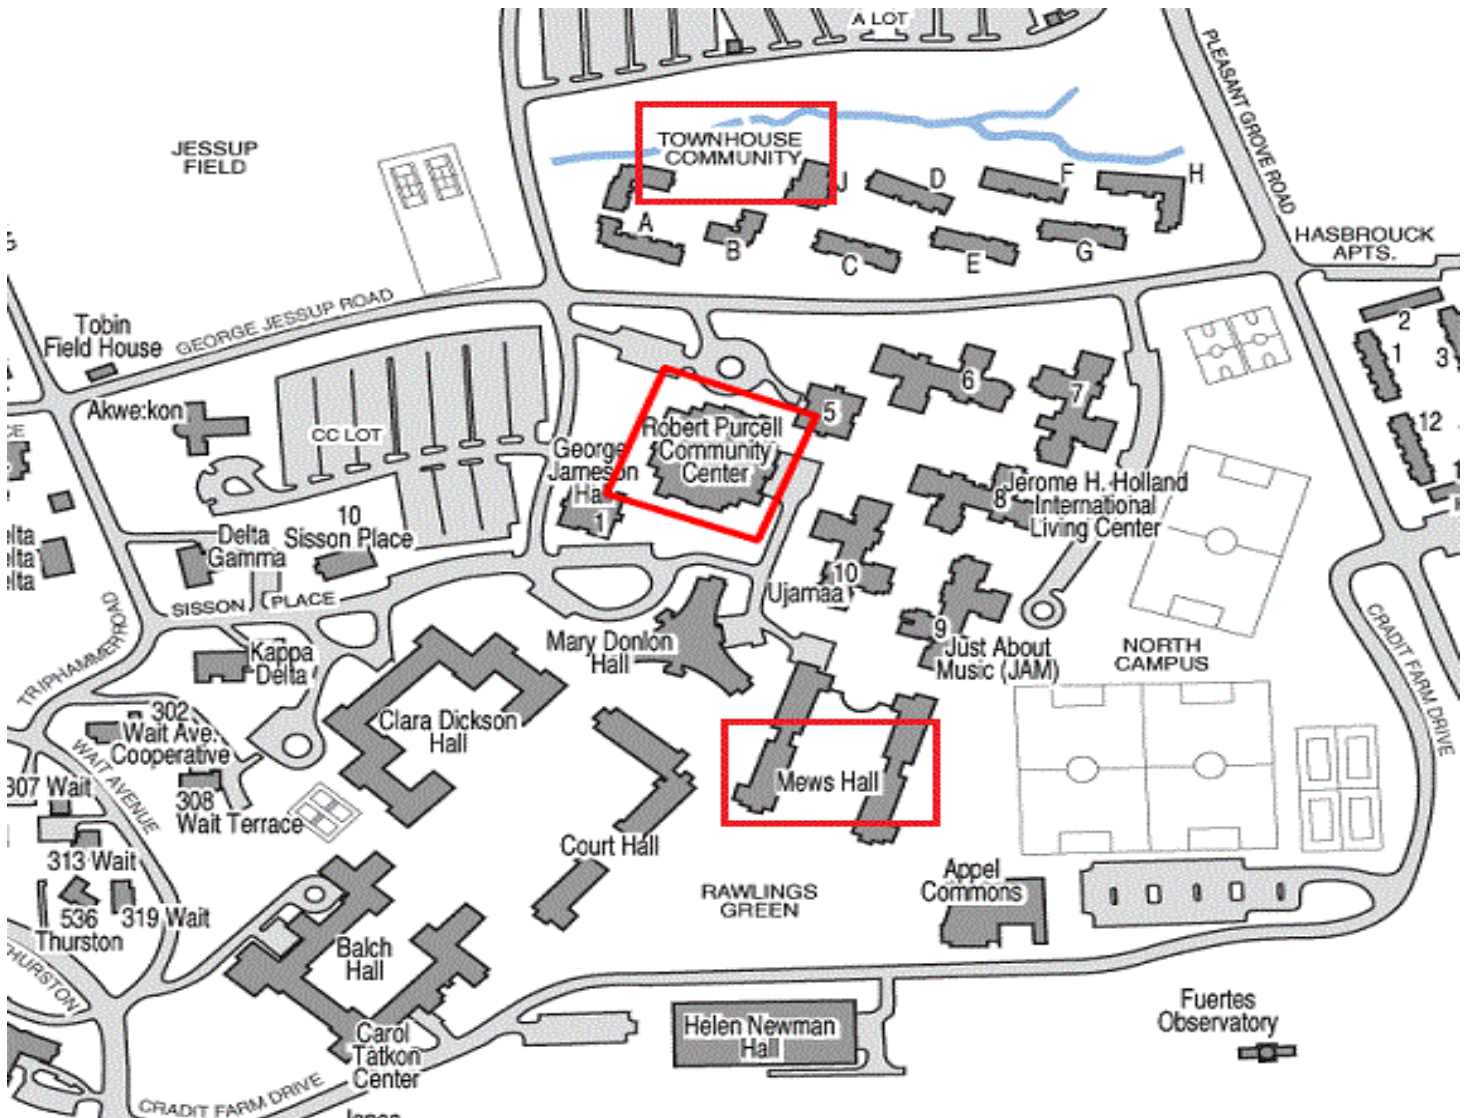 A LOT
PLEASANT GROVE ROAD
JESSUP
FIELD
TOWNHOUSE
COMMUNITY
J
D
F
H
A
B
C
E
G
HASBROUCK
APTS.
GEORGE JESSUP ROAD
Tobin
Field House
2
1
3
12
Akwe:kon
CC LOT
5
6
7
Robert Purcell
Community
Center
George
Jameson
Hall
1
8
Jerome H. Holland
International
Living Center
10
Sisson Place
Delta
Gamma
elta
elta
elta
SISSON PLACE
10
Ujamaa
9
Just About
Music (JAM)
NORTH
CAMPUS
CRADIT FARM DRIVE
TRIPHAMMER ROAD
Kappa
Delta
Mary Donlon
Hall
Clara Dickson
Hall
302
Wait Ave.
Cooperative
WAIT AVENUE
307 Wait
308
Wait Terrace
Mews Hall
Court Hall
313 Wait
536
Thurston
319 Wait
THURSTON
RAWLINGS
GREEN
Appel
Commons
Balch
Hall
Carol
Tatkon
Center
Helen Newman
Hall
Fuertes
Observatory
CRADIT FARM DRIVE